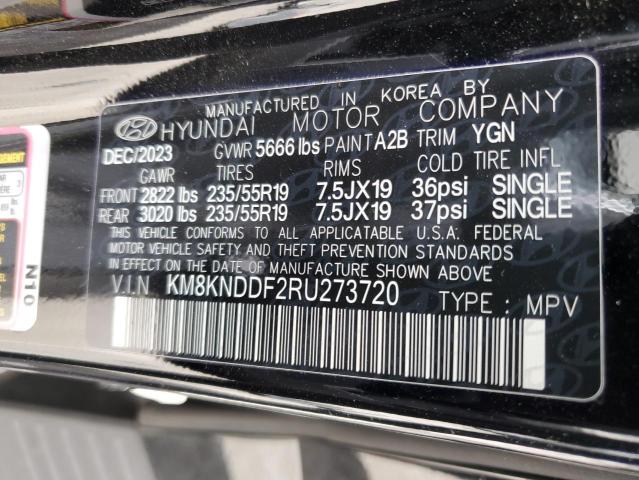 MANUFACTURED IN KOREA BY
HYUNDAI MOTOR COMPANY
DEC/2023 GVWR 5666 lbs PAINT A2B TRIM YGN
GAWR TIRES RIMS COLD TIRE INFL
FRONT 2822 lbs 235/55R19 7.5JX19 36psi SINGLE
REAR 3020 lbs 235/55R19 7.5JX19 37psi SINGLE
THIS VEHICLE CONFORMS TO ALL APPLICATABLE U.S.A. FEDERAL
MOTOR VEHICLE SAFETY AND THEFT PREVENTION STANDARDS
IN EFFECT ON THE DATE OF MANUFACTURE SHOWN ABOVE
V.I.N KM8KNDDF2RU273720 TYPE : MPV
N10